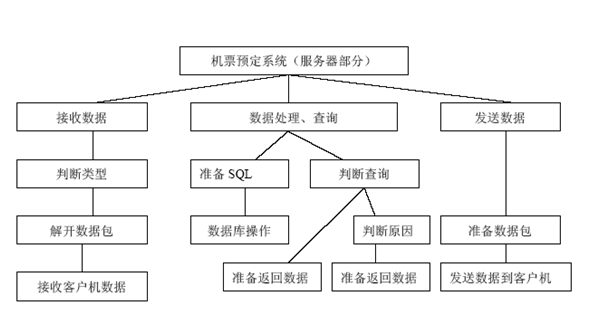 机票预定系统（服务器部分）
接收数据
数据处理、查询
发送数据
判断类型
准备 SQL
判断查询
解开数据包
数据库操作
判断原因
准备数据包
接收客户机数据
准备返回数据
准备返回数据
发送数据到客户机